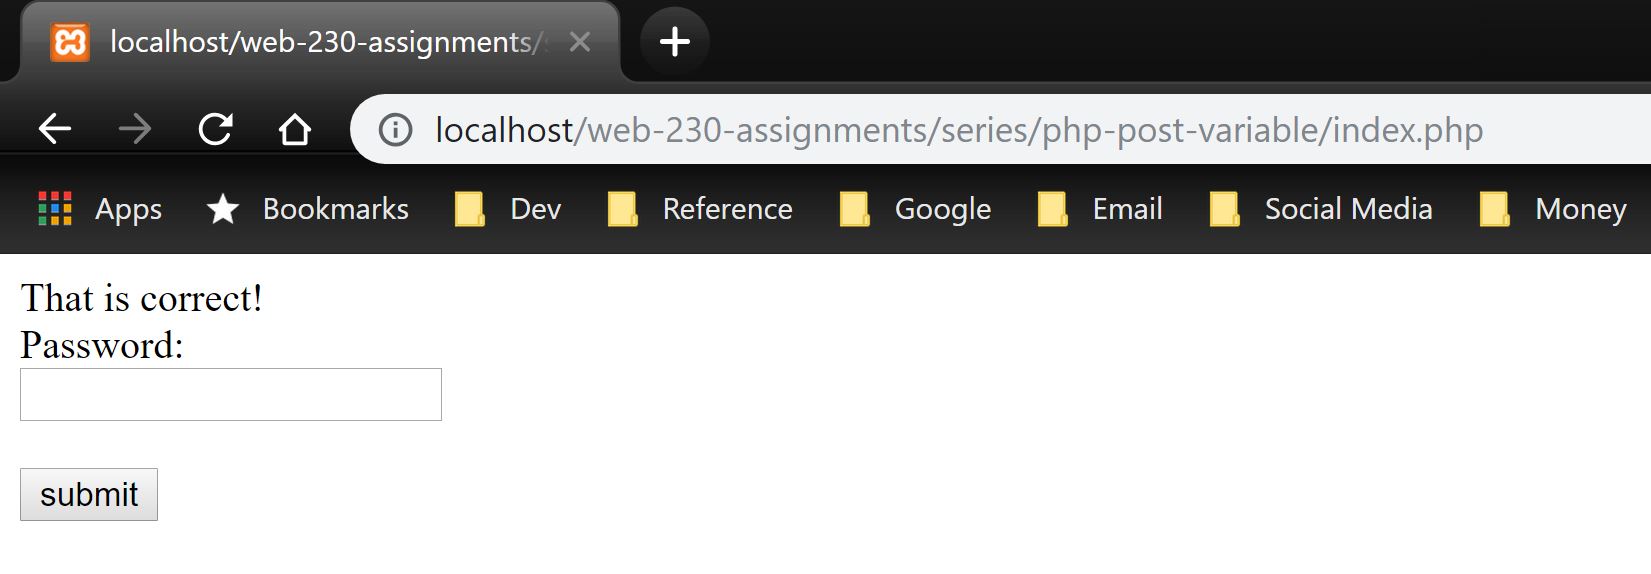 localhost/web-230-assignments/
localhost/web-230-assignments/series/php-post-variable/index.php
Apps Bookmarks Dev Reference Google Email Social Media Money
That is correct!
Password:
submit